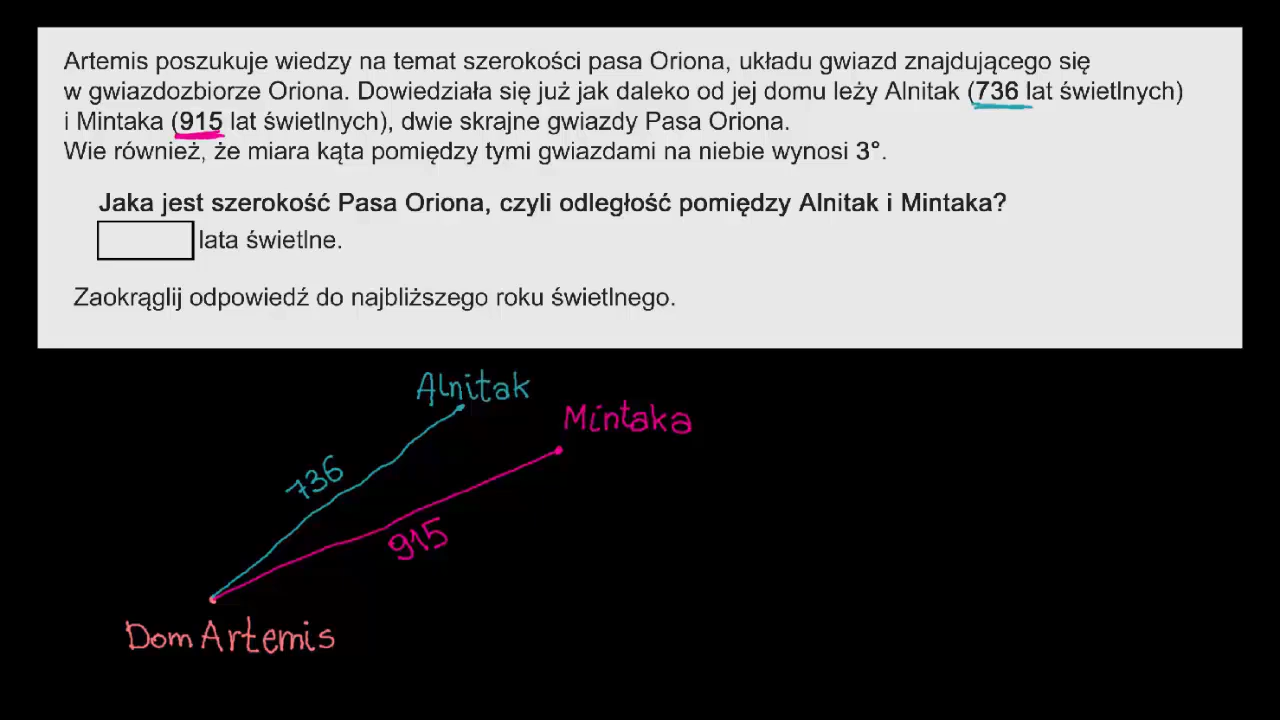 Artemis poszukuje wiedzy na temat szerokości pasa Oriona, układu gwiazd znajdującego się
w gwiazdozbiorze Oriona. Dowiedziała się już jak daleko od jej domu leży Alnitak (736 lat świetlnych)
i Mintaka (915 lat świetlnych), dwie skrajne gwiazdy Pasa Oriona.
Wie również, że miara kąta pomiędzy tymi gwiazdami na niebie wynosi 3°.
Jaka jest szerokość Pasa Oriona, czyli odległość pomiędzy Alnitak i Mintaka?
lata świetlne.
Zaokrąglij odpowiedź do najbliższego roku świetlnego.
Alnitak
Mintaka
736
915
Dom Artemis